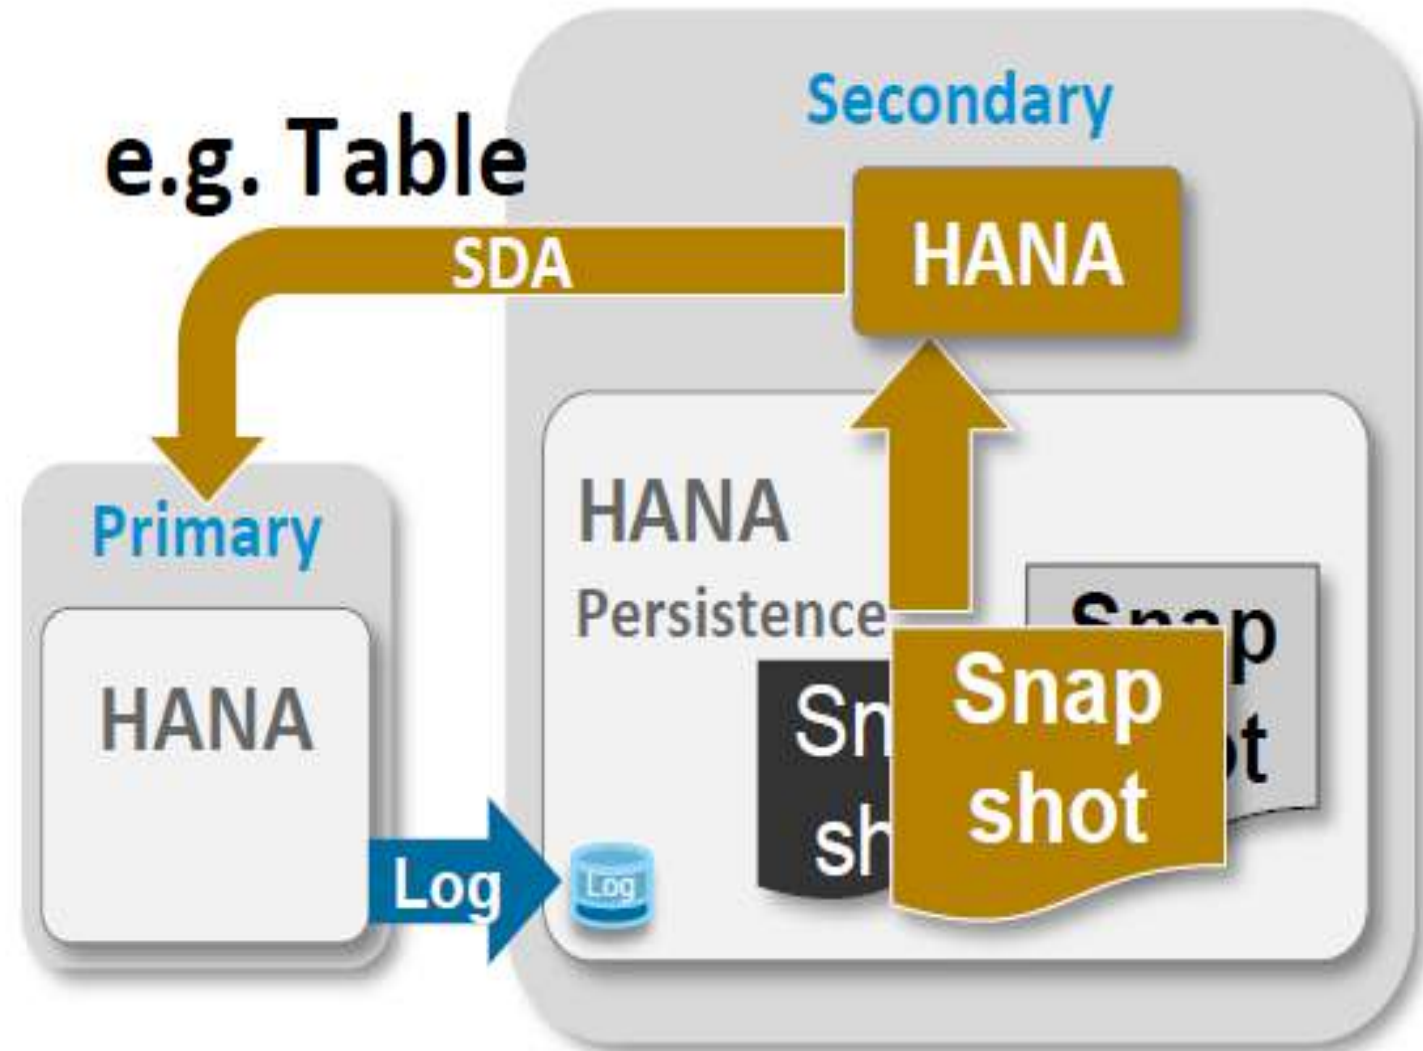 Secondary
e.g. Table
HANA
SDA
HANA
Persistence
Primary
HANA
Snap
shot
Log
Log